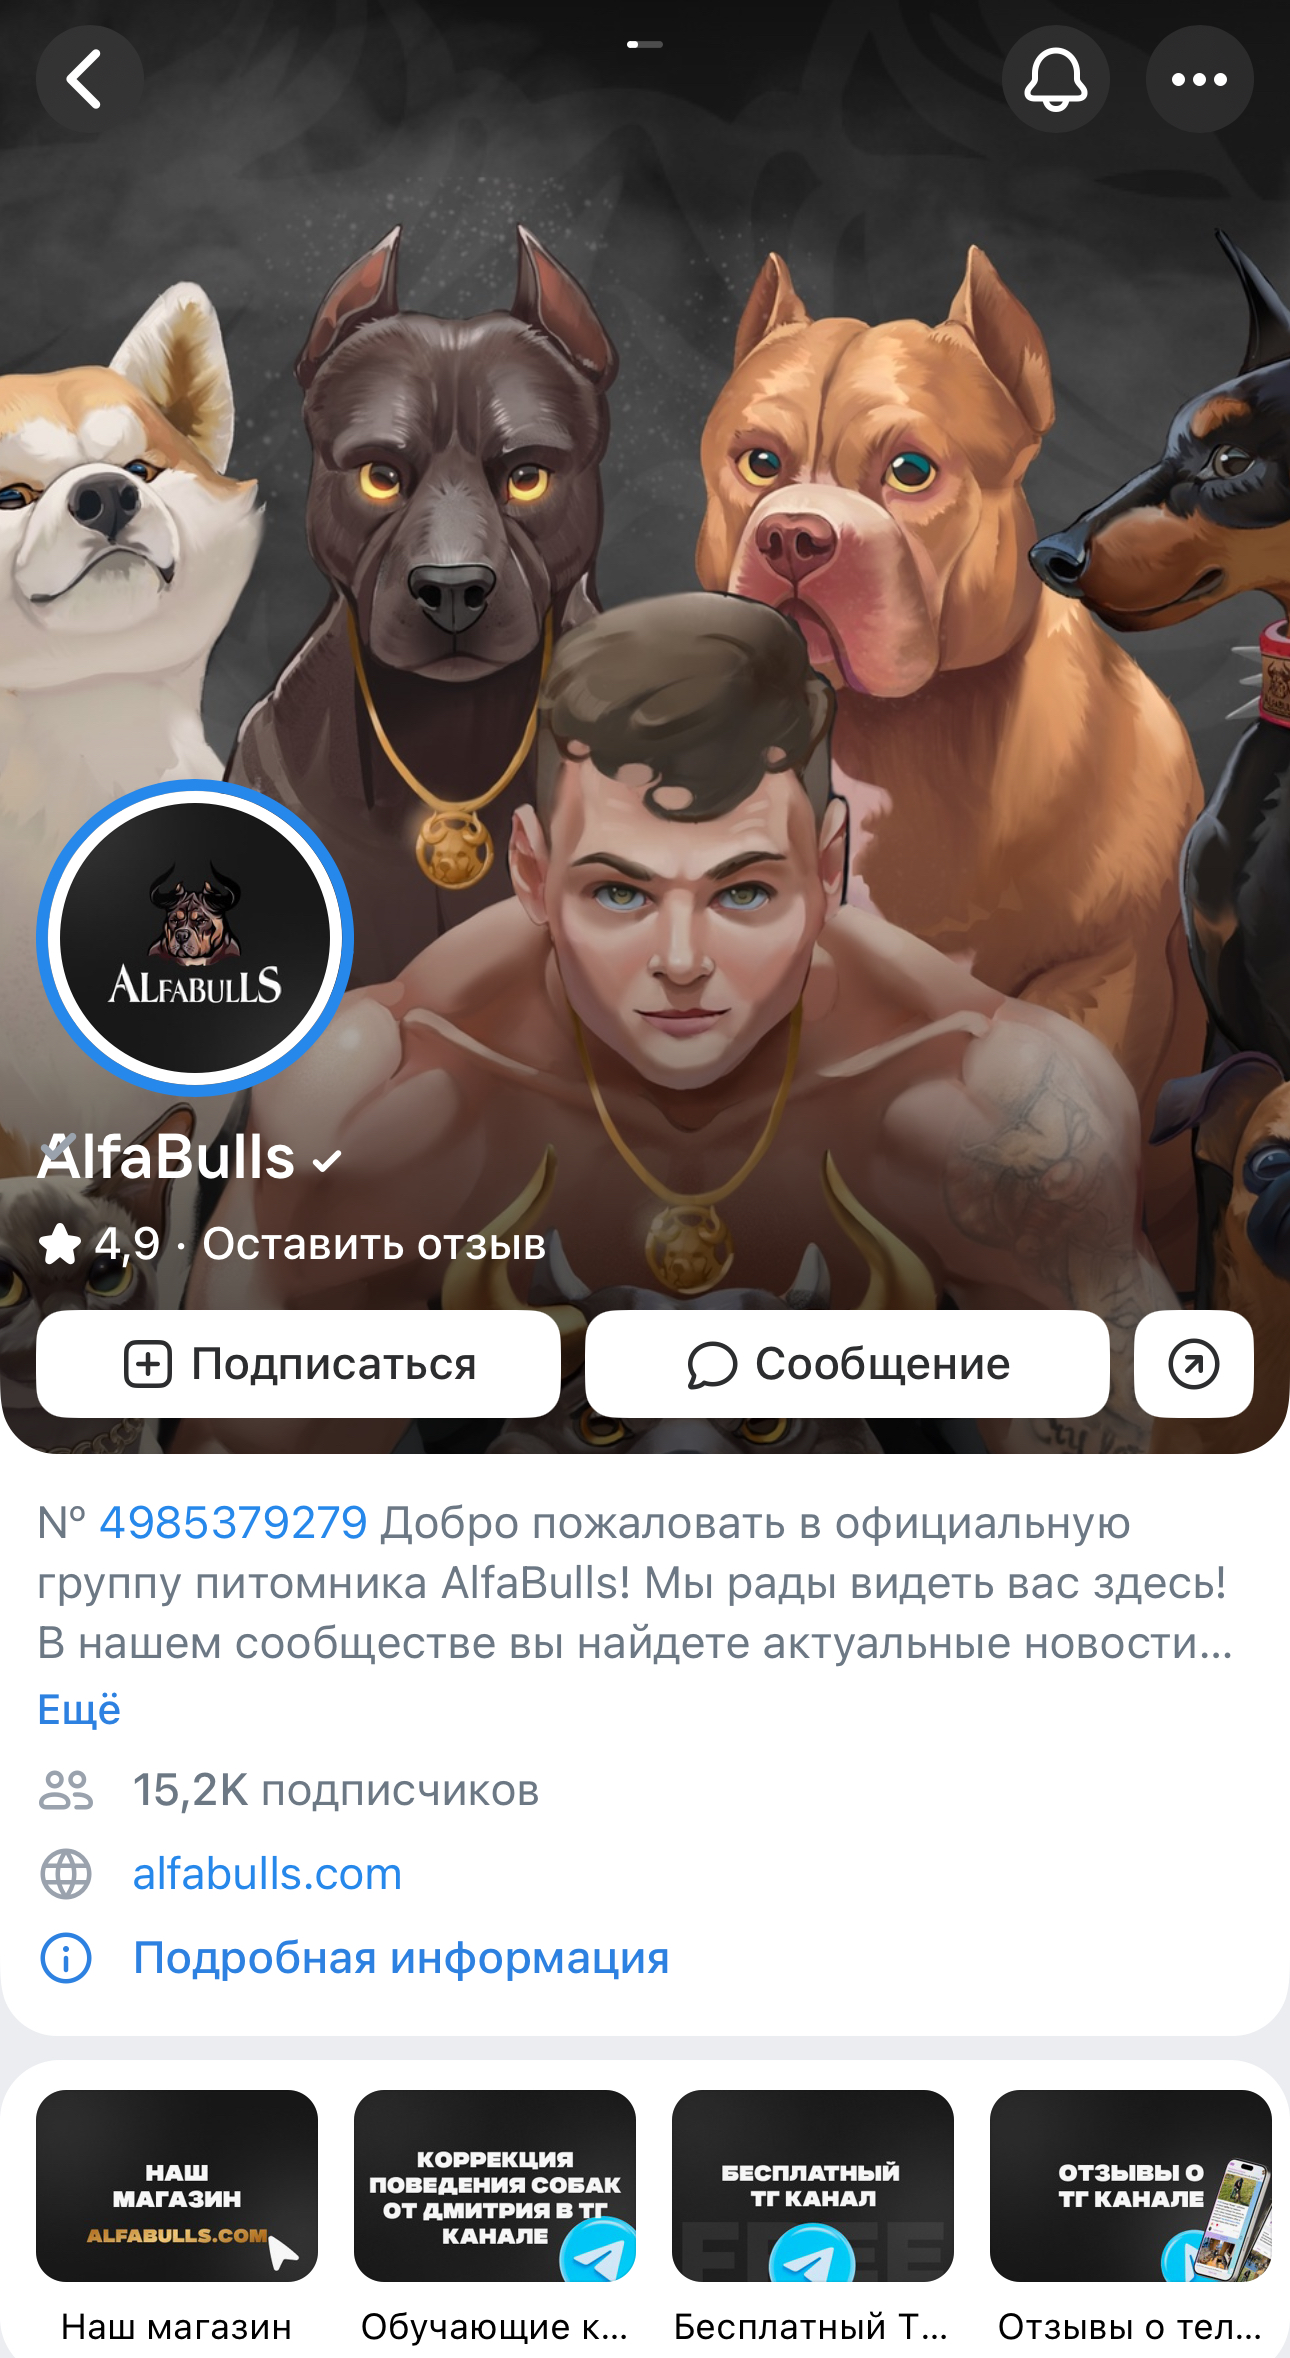 ALFABULLS
AlfaBulls
4,9 · Оставить отзыв
Подписаться
Сообщение
№ 4985379279 Добро пожаловать в официальную
группу питомника AlfaBulls! Мы рады видеть вас здесь!
В нашем сообществе вы найдете актуальные новости...
Ещё
15,2K подписчиков
alfabulls.com
Подробная информация
НАШ
МАГАЗИН
ALFABULLS.COM
Наш магазин
КОРРЕКЦИЯ
ПОВЕДЕНИЯ СОБАК
ОТ ДМИТРИЯ В ТГ
КАНАЛЕ
Обучающие к...
БЕСПЛАТНЫЙ
ТГ КАНАЛ
FREE
Бесплатный Т...
ОТЗЫВЫ О
ТГ КАНАЛЕ
Отзывы о тел...